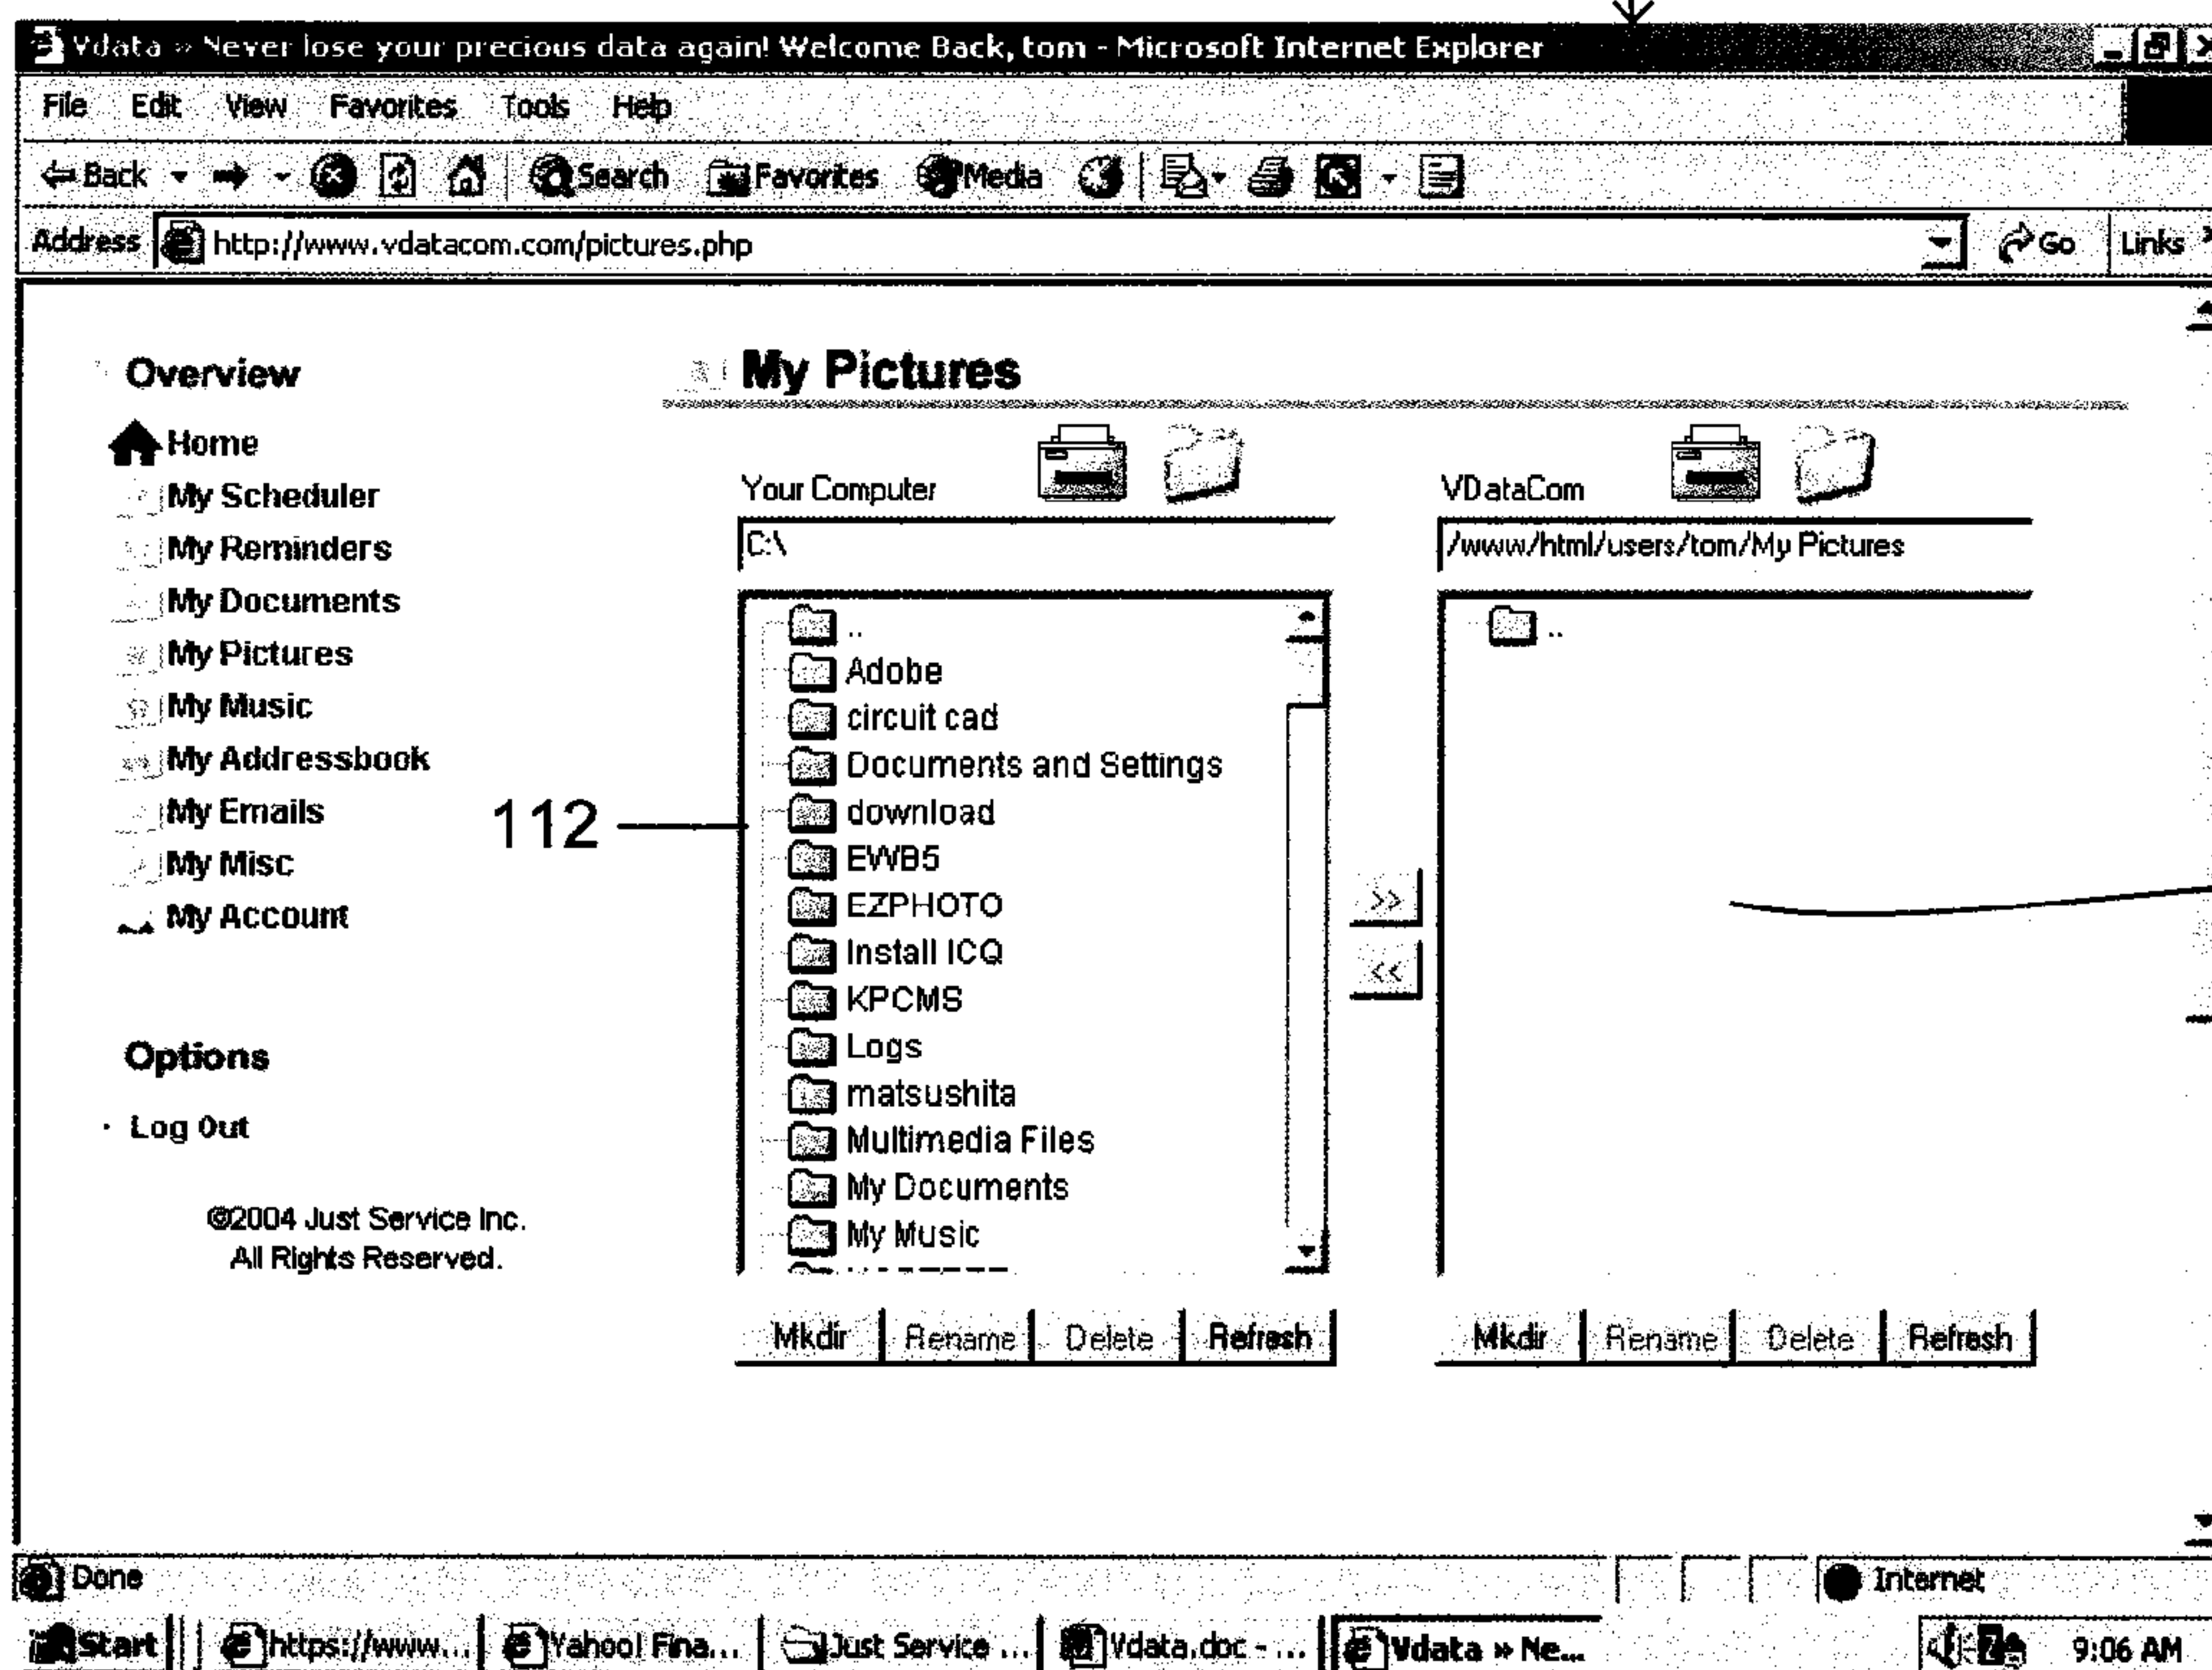 Vdata » Never lose your precious data again! Welcome Back, tom - Microsoft Internet Explorer
File Edit View Favorites Tools Help
Back Search Favorites Media
Address http://www.vdatacom.com/pictures.php Go Links »
Overview
Home
My Scheduler
My Reminders
My Documents
My Pictures
My Music
My Addressbook
My Emails
My Misc
My Account
Options
· Log Out
©2004 Just Service Inc.
All Rights Reserved.
My Pictures
Your Computer
C:\
..
Adobe
circuit cad
Documents and Settings
download
EWB5
EZPHOTO
Install ICQ
KPCMS
Logs
matsushita
Multimedia Files
My Documents
My Music
112
Mkdir Rename Delete Refresh
>>
<<
VDataCom
/www/html/users/tom/My Pictures
..
Mkdir Rename Delete Refresh
Done Internet
Start https://www... Yahoo! Fina... Just Service ... Vdata.doc - ... Vdata » Ne... 9:06 AM